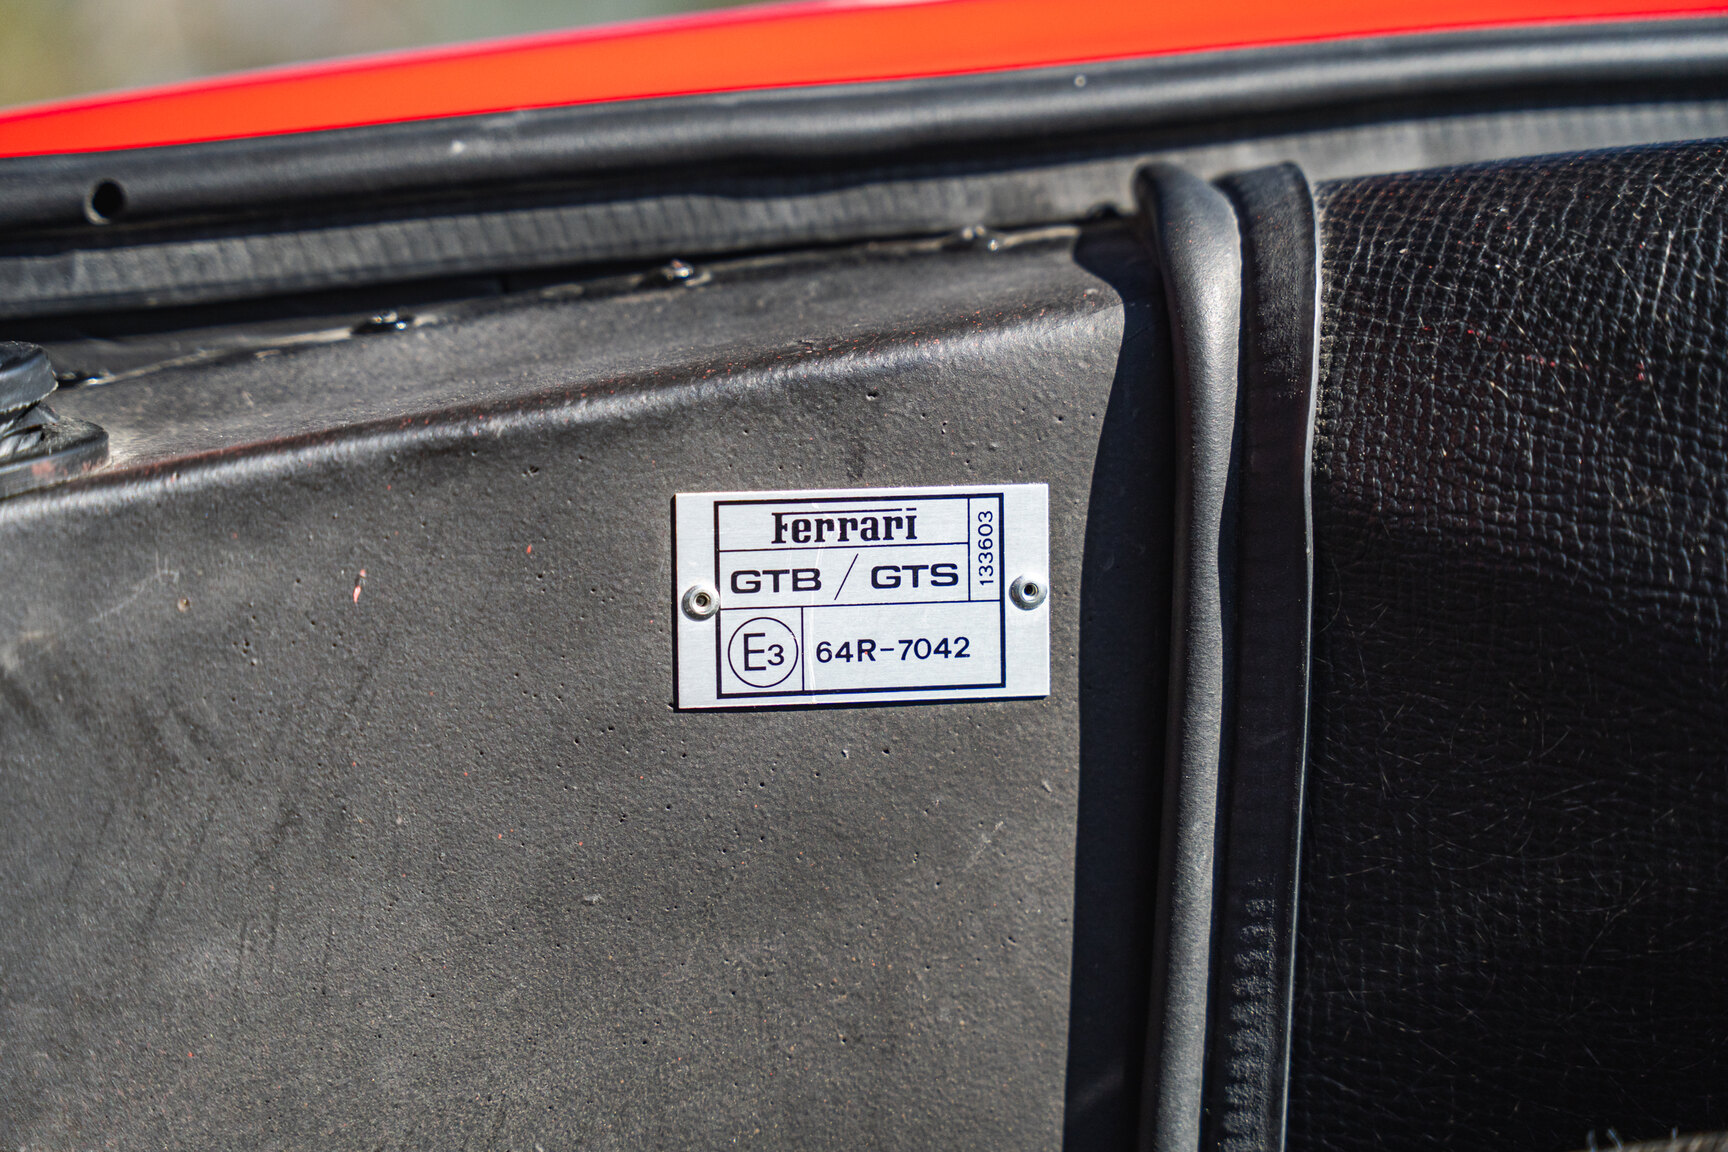 Ferrari
GTB / GTS
133603
E3
64R-7042